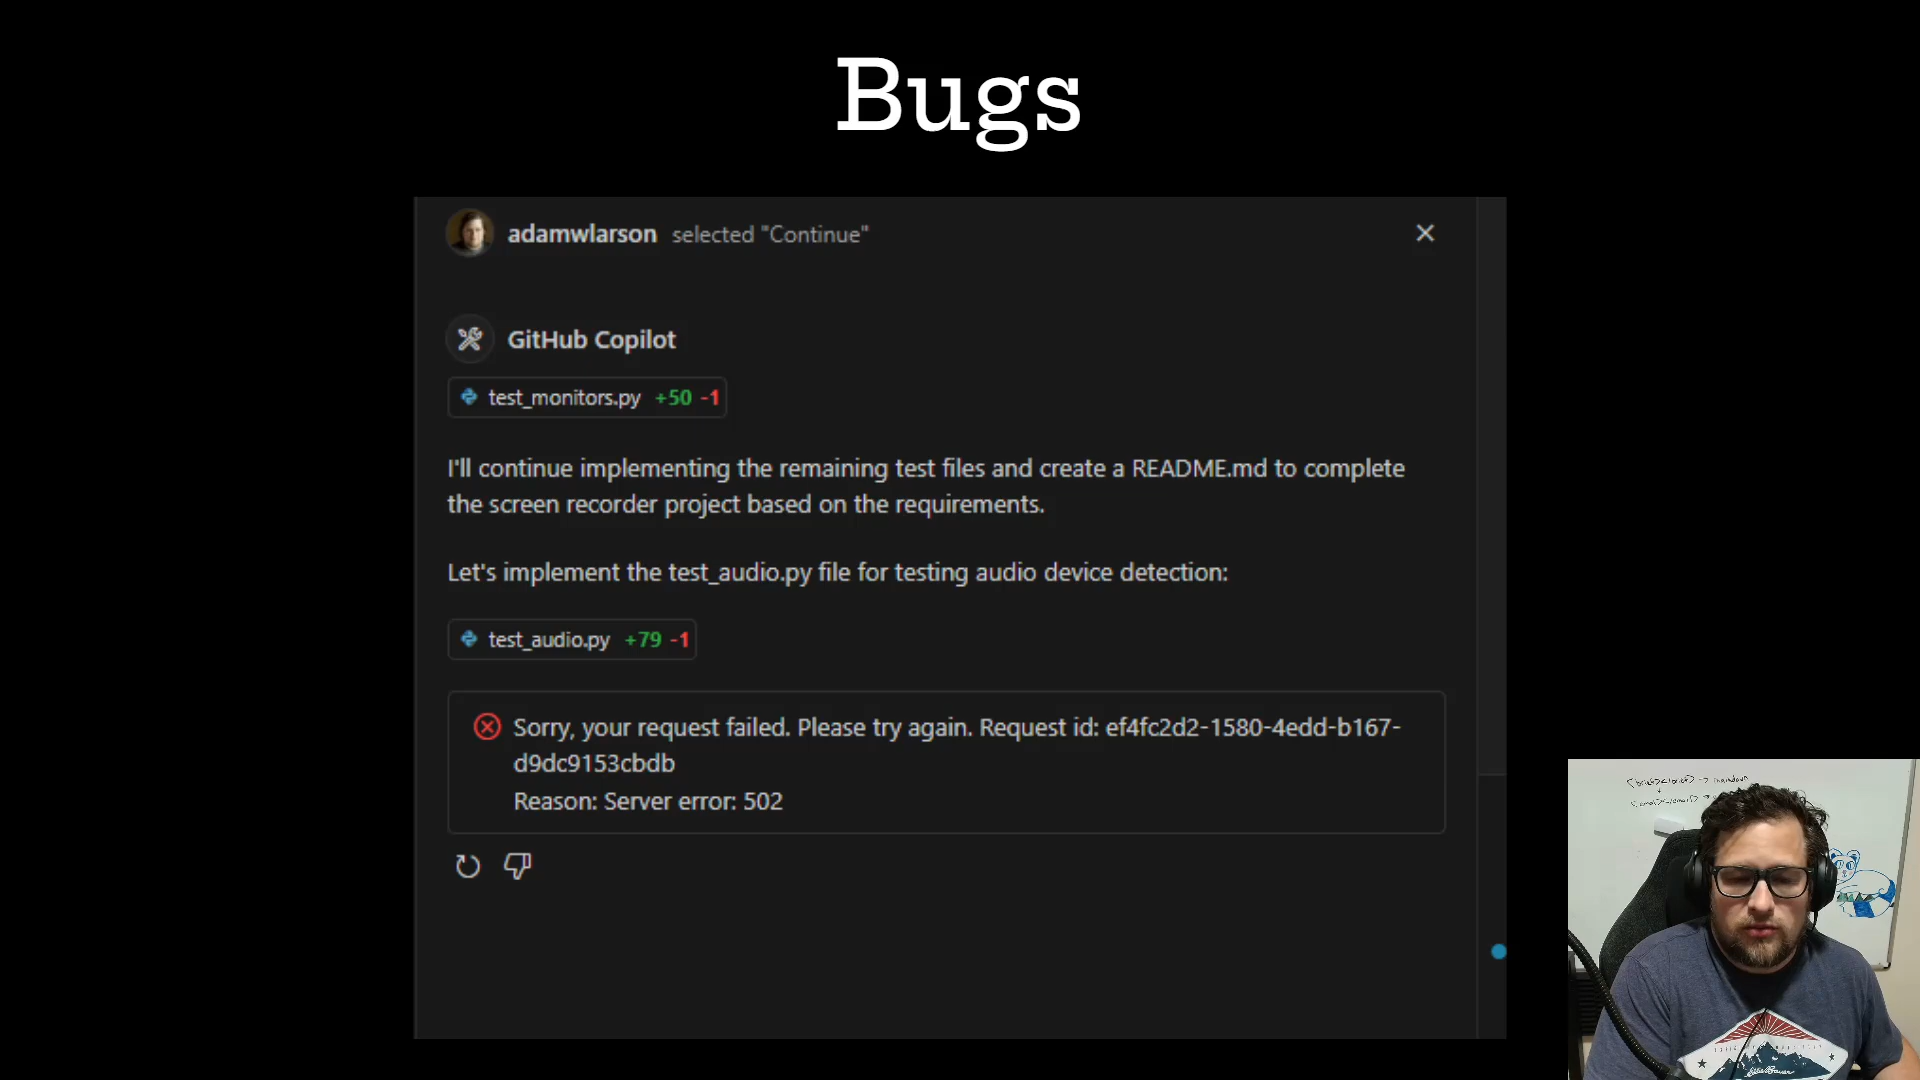 Bugs
adamwlarson selected "Continue"
GitHub Copilot
test_monitors.py +50 -1
I'll continue implementing the remaining test files and create a README.md to complete
the screen recorder project based on the requirements.
Let's implement the test_audio.py file for testing audio device detection:
test_audio.py +79 -1
Sorry, your request failed. Please try again. Request id: ef4fc2d2-1580-4edd-b167-
d9dc9153cbdb
Reason: Server error: 502